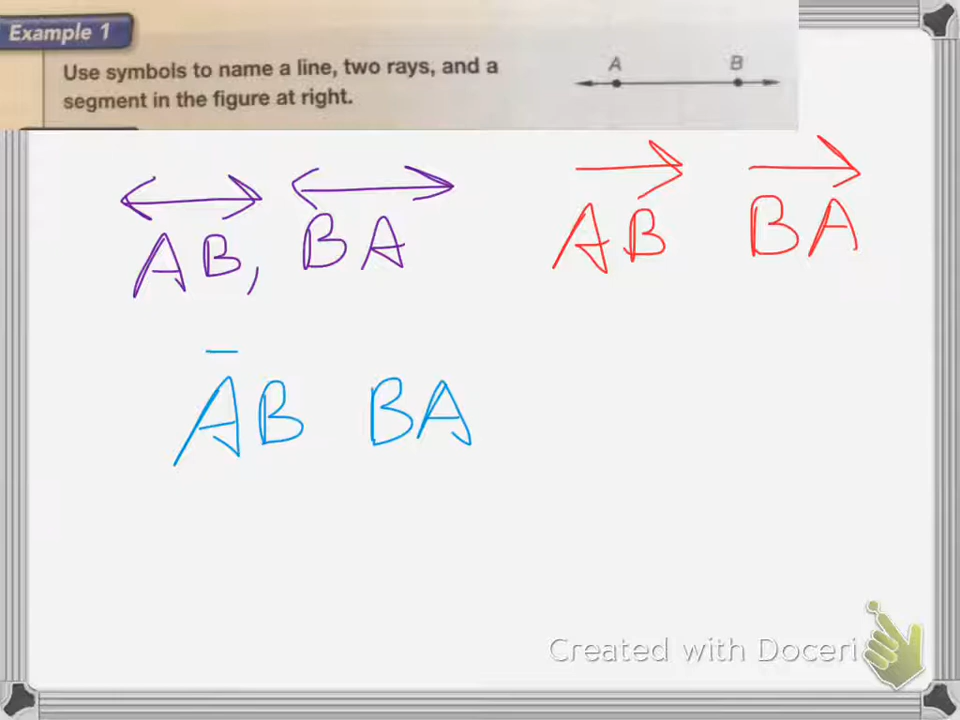 Example 1
Use symbols to name a line, two rays, and a
segment in the figure at right.
A B
AB, BA AB BA
AB BA
Created with Doceri